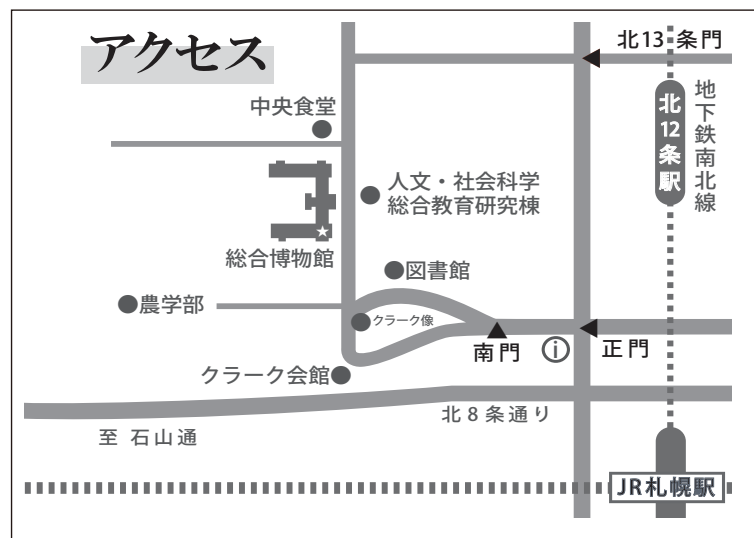 アクセス
北13条門
地下鉄南北線
北12条駅
中央食堂
人文・社会科学
総合教育研究棟
総合博物館
図書館
農学部
クラーク像
南門
i
正門
クラーク会館
北8条通り
至 石山通
JR札幌駅